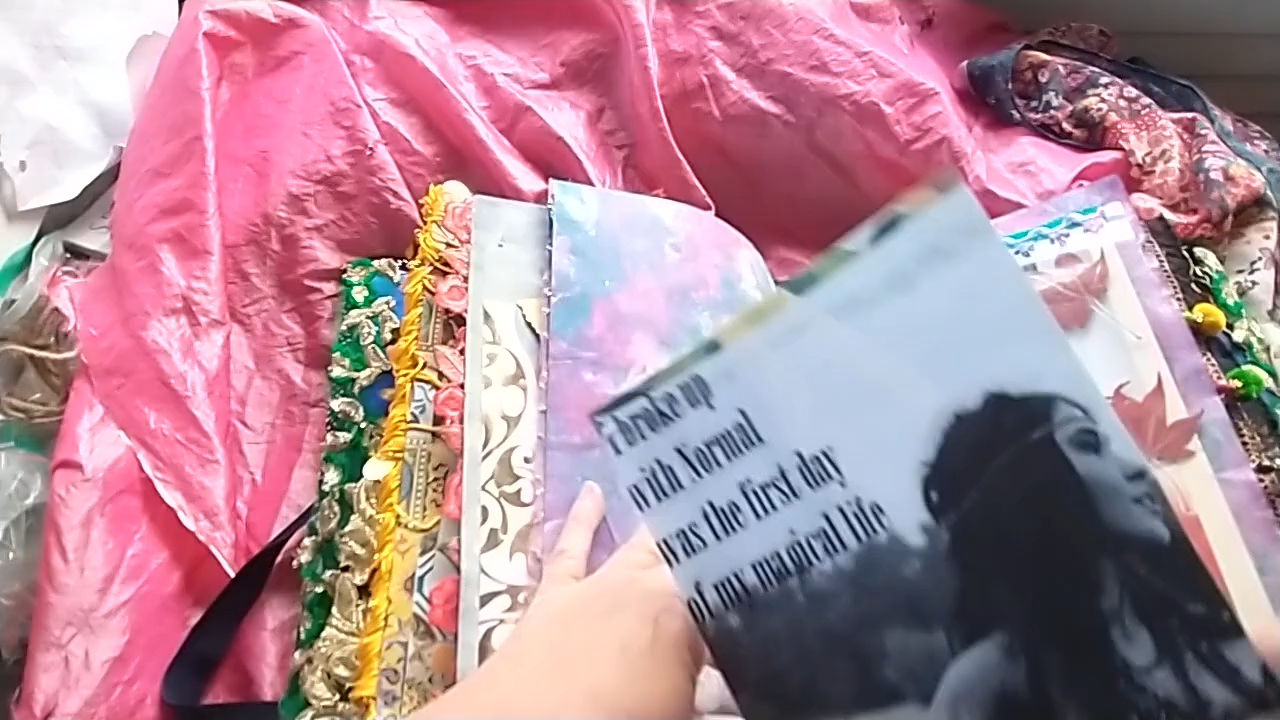 I broke up
with Normal
was the first day
of my magical life